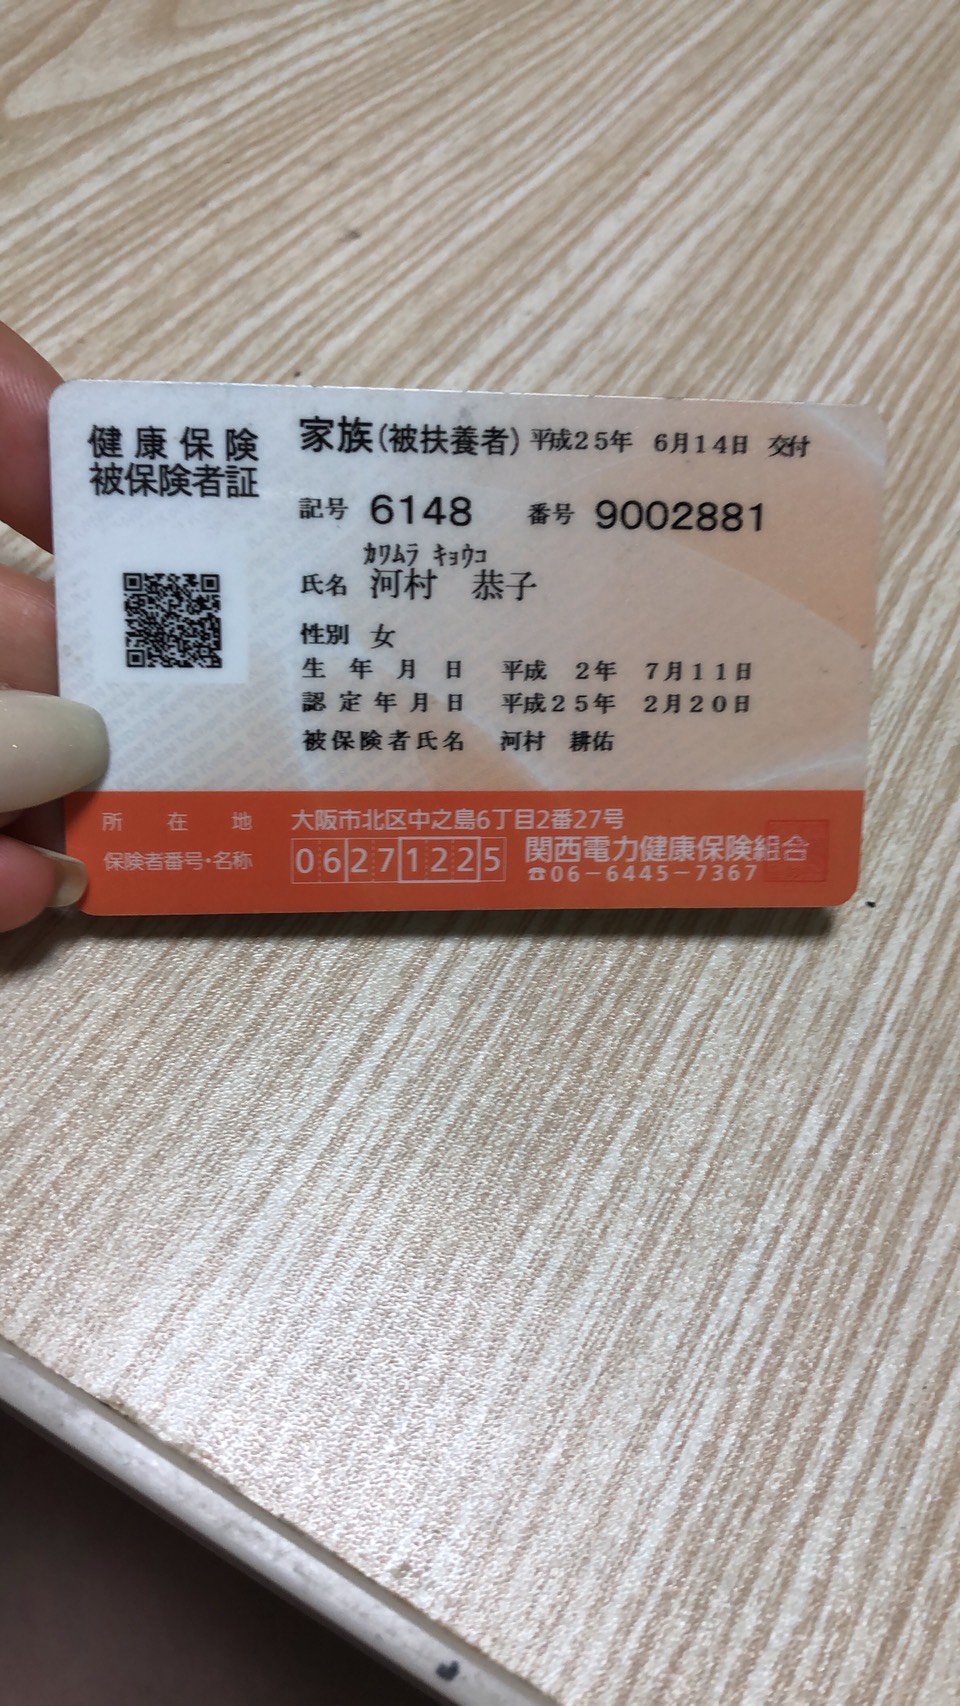 健康保険
被保険者証
家族(被扶養者) 平成25年 6月14日 交付
記号 6148 番号 9002881
カワムラ キョウコ
氏名 河村 恭子
性別 女
生年月日 平成 2年 7月11日
認定年月日 平成25年 2月20日
被保険者氏名 河村 耕佑
所在地 大阪市北区中之島6丁目2番27号
保険者番号・名称 06271225 関西電力健康保険組合
☎06-6445-7367